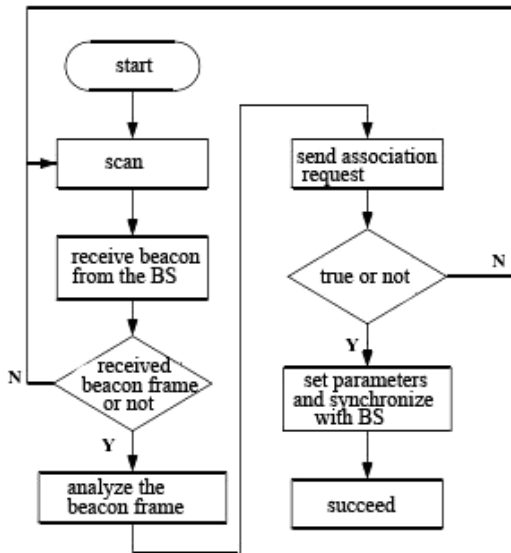 start
scan
receive beacon
from the BS
received
beacon frame
or not
N
Y
analyze the
beacon frame
send association
request
true or not
N
Y
set parameters
and synchronize
with BS
succeed